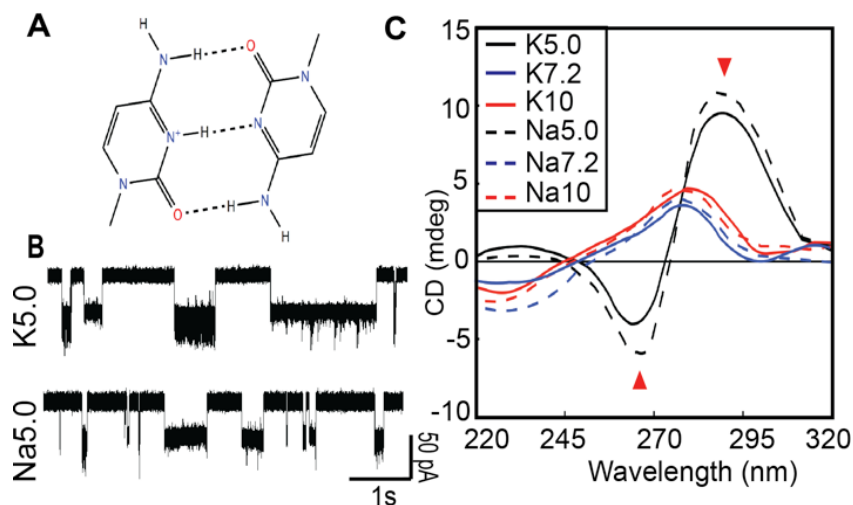 A
H
H
N
H
O
N
N⁺
H
N
N
O
H
N
H
B
K5.0
Na5.0
50 pA
1s
C
K5.0
K7.2
K10
Na5.0
Na7.2
Na10
CD (mdeg)
15
10
5
0
-5
-10
220
245
270
295
320
Wavelength (nm)